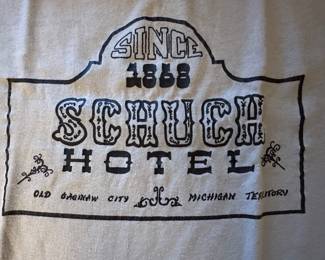 SINCE
1868
SCHUCH
HOTEL
OLD SAGINAW CITY MICHIGAN TERRITORY